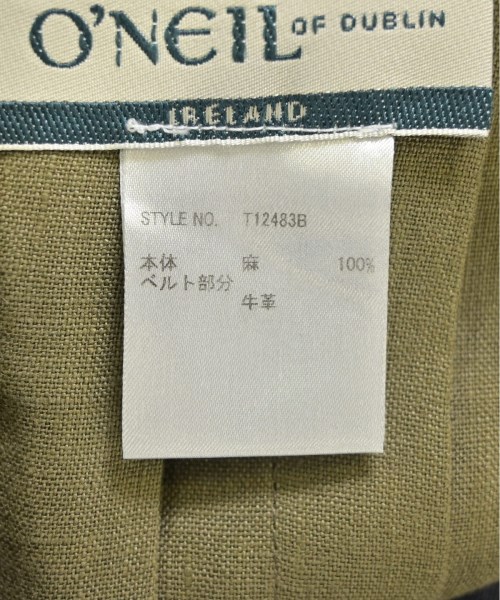 O'NEIL OF DUBLIN
IRELAND
STYLE NO. T12483B
本体 麻 100%
ベルト部分
牛革